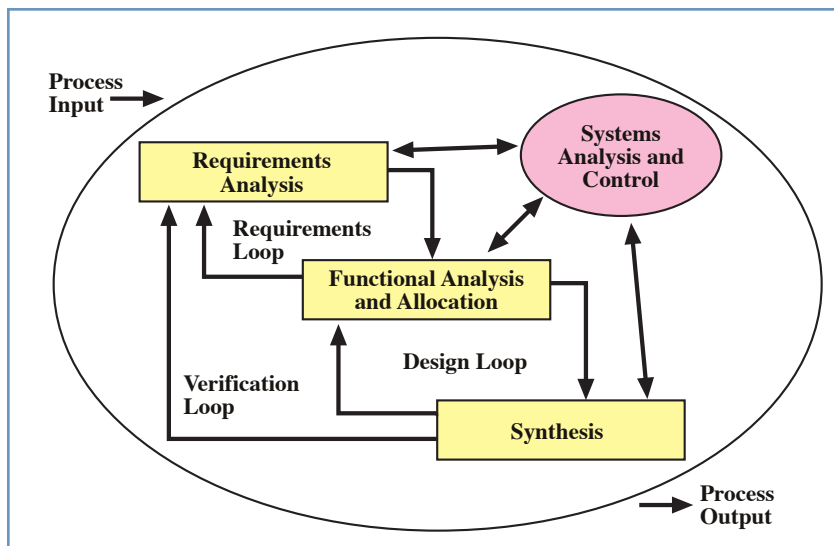 Process
Input
Systems
Analysis and
Control
Requirements
Analysis
Requirements
Loop
Functional Analysis
and Allocation
Design Loop
Verification
Loop
Synthesis
Process
Output